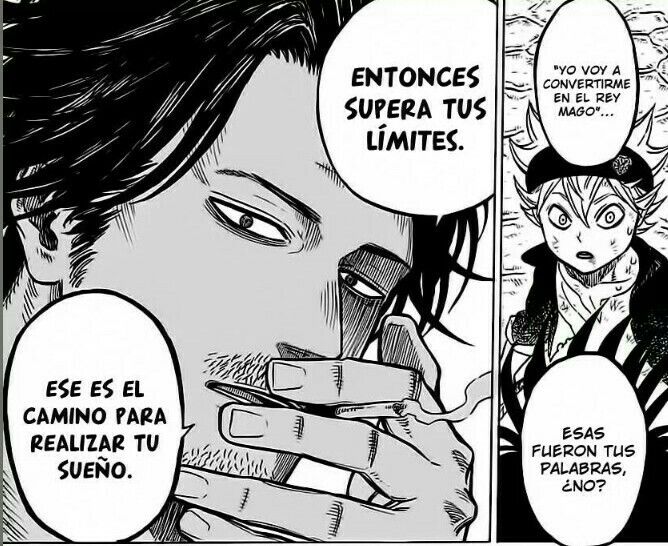 "YO VOY A
CONVERTIRME
EN EL REY
MAGO"...
ESAS
FUERON TUS
PALABRAS,
¿NO?
ENTONCES
SUPERA TUS
LÍMITES.
ESE ES EL
CAMINO PARA
REALIZAR TU
SUEÑO.